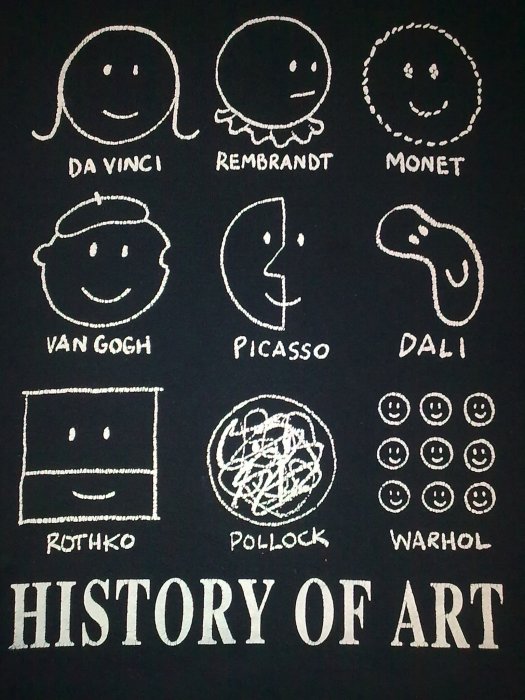 DA VINCI
REMBRANDT
MONET
VAN GOGH
PICASSO
DALI
ROTHKO
POLLOCK
WARHOL
HISTORY OF ART